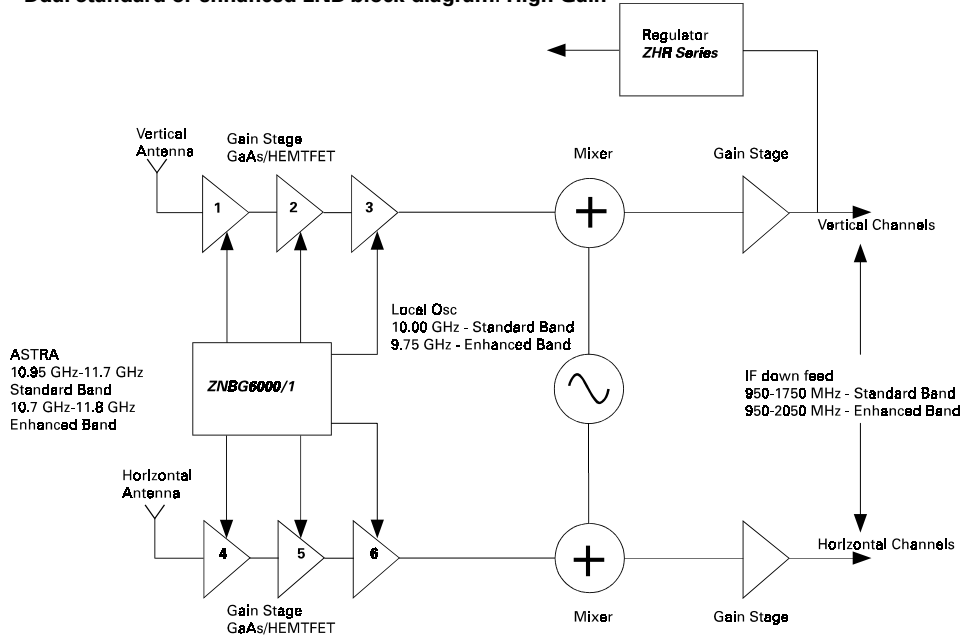 Dual standard or enhanced LNB block diagram. High Gain
Regulator
ZHR Series
Vertical
Antenna
Gain Stage
GaAs/HEMTFET
Mixer
Gain Stage
1
2
3
Vertical Channels
Local Osc
10.00 GHz - Standard Band
9.75 GHz - Enhanced Band
ASTRA
10.95 GHz-11.7 GHz
Standard Band
10.7 GHz-11.8 GHz
Enhanced Band
ZNBG6000/1
IF down feed
950-1750 MHz - Standard Band
950-2050 MHz - Enhanced Band
Horizontal
Antenna
4
5
6
Horizontal Channels
Gain Stage
GaAs/HEMTFET
Mixer
Gain Stage